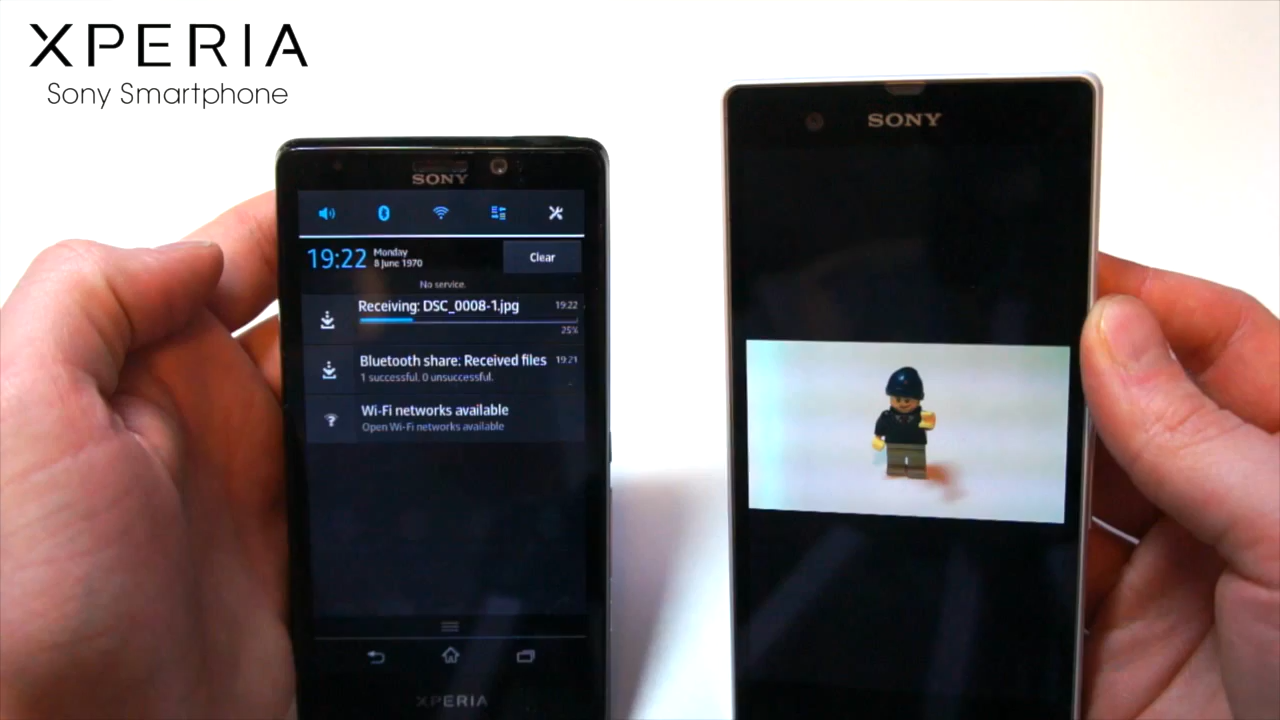 XPERIA
Sony Smartphone
SONY
19:22
Monday
8 June 1970
Clear
No service.
Receiving: DSC_0008-1.jpg
19:22
25%
Bluetooth share: Received files
19:21
1 successful, 0 unsuccessful.
Wi-Fi networks available
Open Wi-Fi networks available
XPERIA
SONY